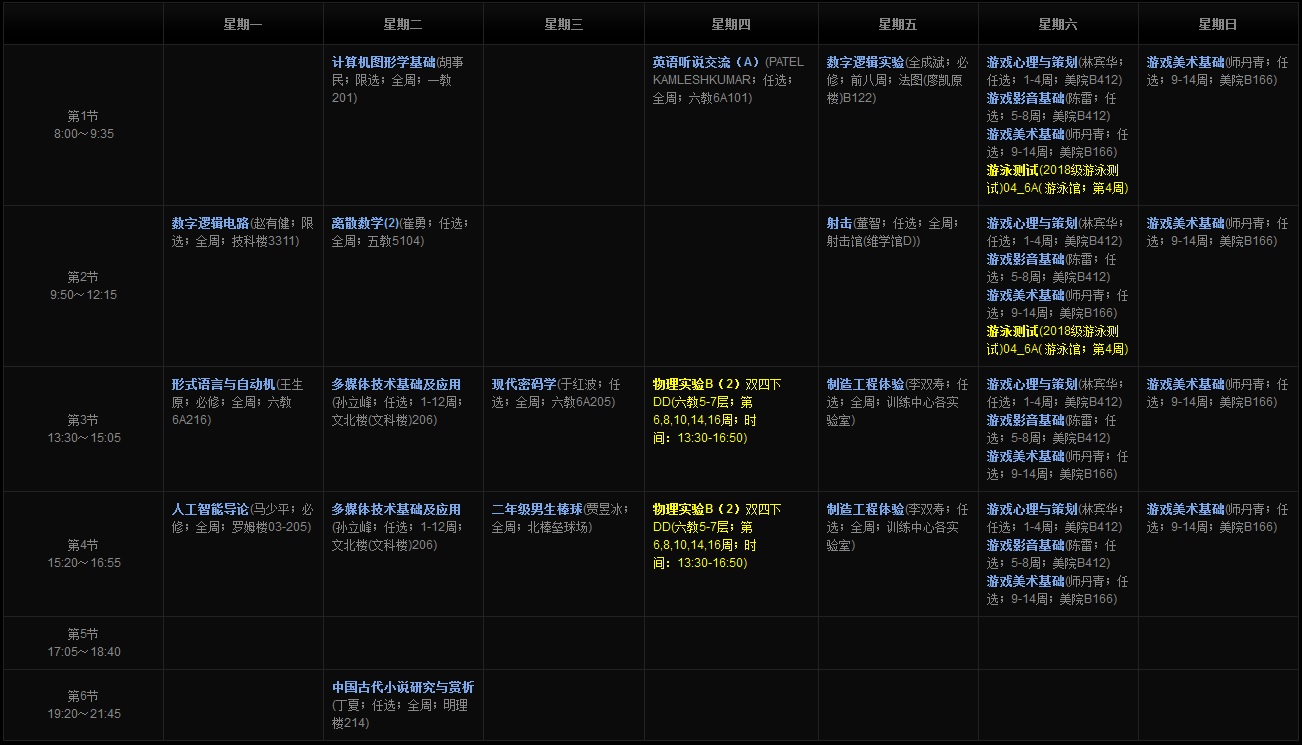 星期一
星期二
星期三
星期四
星期五
星期六
星期日
第1节
8:00～9:35
计算机图形学基础(胡事
民；限选；全周；一教
201)
英语听说交流（A）(PATEL
KAMLESHKUMAR；任选；
全周；六教6A101)
数字逻辑实验(全成斌；必
修；前八周；法图(廖凯原
楼)B122)
游戏心理与策划(林宾华；
任选；1-4周；美院B412)
游戏影音基础(陈雷；任
选；5-8周；美院B412)
游戏美术基础(师丹青；任
选；9-14周；美院B166)
游泳测试(2018级游泳测
试)04_6A( 游泳馆；第4周)
游戏美术基础(师丹青；任
选；9-14周；美院B166)
第2节
9:50～12:15
数字逻辑电路(赵有健；限
选；全周；技科楼3311)
离散数学(2)(崔勇；任选；
全周；五教5104)
射击(董智；任选；全周；
射击馆(维学馆D))
游戏心理与策划(林宾华；
任选；1-4周；美院B412)
游戏影音基础(陈雷；任
选；5-8周；美院B412)
游戏美术基础(师丹青；任
选；9-14周；美院B166)
游泳测试(2018级游泳测
试)04_6A( 游泳馆；第4周)
游戏美术基础(师丹青；任
选；9-14周；美院B166)
第3节
13:30～15:05
形式语言与自动机(王生
原；必修；全周；六教
6A216)
多媒体技术基础及应用
(孙立峰；任选；1-12周；
文北楼(文科楼)206)
现代密码学(于红波；任
选；全周；六教6A205)
物理实验B（2）双四下
DD(六教5-7层；第
6,8,10,14,16周；时
间：13:30-16:50)
制造工程体验(李双寿；任
选；全周；训练中心各实
验室)
游戏心理与策划(林宾华；
任选；1-4周；美院B412)
游戏影音基础(陈雷；任
选；5-8周；美院B412)
游戏美术基础(师丹青；任
选；9-14周；美院B166)
游戏美术基础(师丹青；任
选；9-14周；美院B166)
第4节
15:20～16:55
人工智能导论(马少平；必
修；全周；罗姆楼03-205)
多媒体技术基础及应用
(孙立峰；任选；1-12周；
文北楼(文科楼)206)
二年级男生棒球(贾昱冰；
全周；北棒垒球场)
物理实验B（2）双四下
DD(六教5-7层；第
6,8,10,14,16周；时
间：13:30-16:50)
制造工程体验(李双寿；任
选；全周；训练中心各实
验室)
游戏心理与策划(林宾华；
任选；1-4周；美院B412)
游戏影音基础(陈雷；任
选；5-8周；美院B412)
游戏美术基础(师丹青；任
选；9-14周；美院B166)
游戏美术基础(师丹青；任
选；9-14周；美院B166)
第5节
17:05～18:40
第6节
19:20～21:45
中国古代小说研究与赏析
(丁夏；任选；全周；明理
楼214)